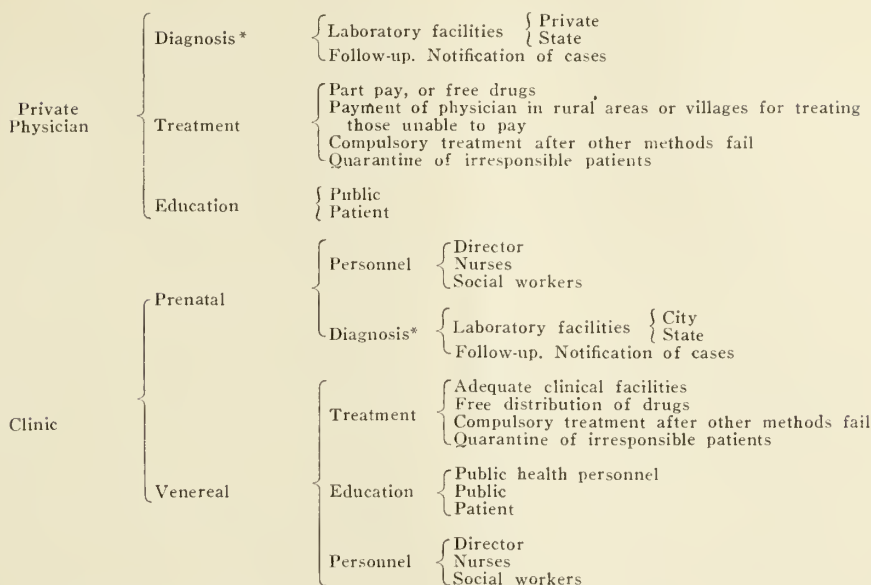 Private Physician
Diagnosis*
Laboratory facilities
Private
State
Follow-up. Notification of cases
Treatment
Part pay, or free drugs
Payment of physician in rural areas or villages for treating
those unable to pay
Compulsory treatment after other methods fail
Quarantine of irresponsible patients
Education
Public
Patient
Clinic
Prenatal
Personnel
Director
Nurses
Social workers
Diagnosis*
Laboratory facilities
City
State
Follow-up. Notification of cases
Venereal
Treatment
Adequate clinical facilities
Free distribution of drugs
Compulsory treatment after other methods fail
Quarantine of irresponsible patients
Education
Public health personnel
Public
Patient
Personnel
Director
Nurses
Social workers